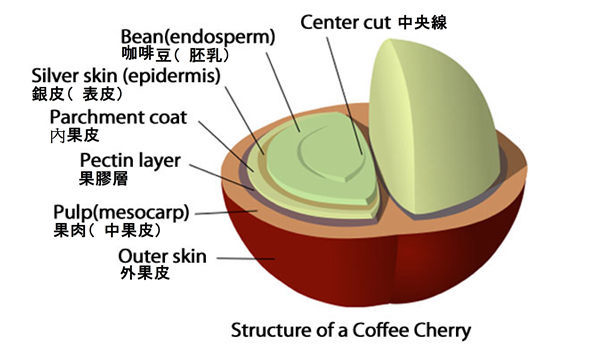 Center cut 中央線
Bean(endosperm)
咖啡豆( 胚乳)
Silver skin (epidermis)
銀皮( 表皮)
Parchment coat
內果皮
Pectin layer
果膠層
Pulp(mesocarp)
果肉( 中果皮)
Outer skin
外果皮
Structure of a Coffee Cherry